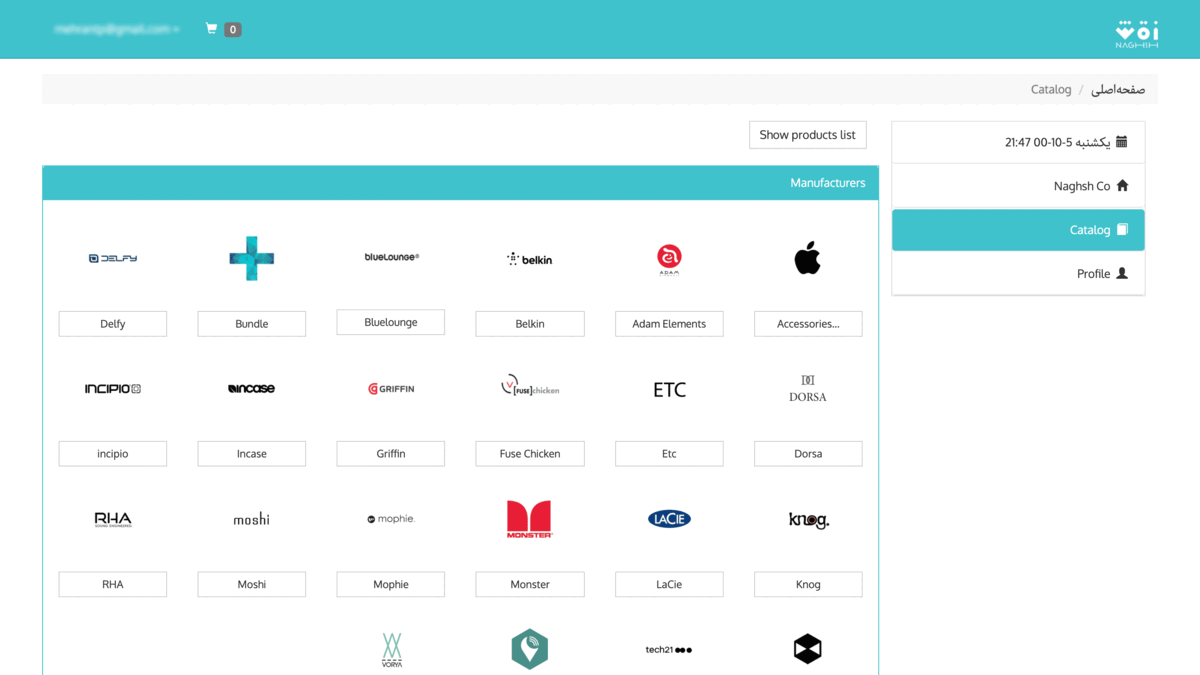 0
نقش
NAGHSH
صفحه‌اصلی / Catalog
Show products list
یکشنبه 5-10-00 21:47
Naghsh Co
Catalog
Profile
Manufacturers
DELFY
blueLounge®
belkin
ADAM
Delfy
Bundle
Bluelounge
Belkin
Adam Elements
Accessories...
INCIPIO
incase
GRIFFIN
[FUSE]chicken
ETC
DORSA
incipio
Incase
Griffin
Fuse Chicken
Etc
Dorsa
RHA
moshi
mophie.
MONSTER
LACIE
knog.
RHA
Moshi
Mophie
Monster
LaCie
Knog
VORYA
tech21